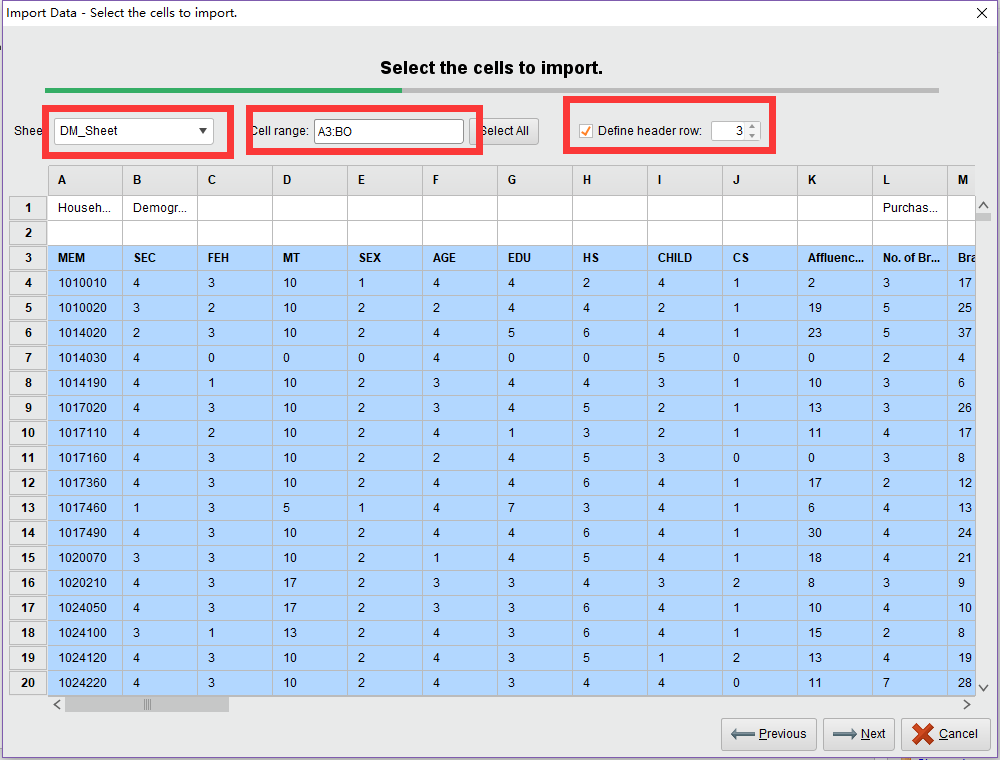 Import Data - Select the cells to import.
Select the cells to import.
Shee DM_Sheet Cell range: A3:BO Select All Define header row: 3
A B C D E F G H I J K L M
1 Househ... Demogr... Purchas...
2
3 MEM SEC FEH MT SEX AGE EDU HS CHILD CS Affluenc... No. of Br... Bra
4 1010010 4 3 10 1 4 4 2 4 1 2 3 17
5 1010020 3 2 10 2 2 4 4 2 1 19 5 25
6 1014020 2 3 10 2 4 5 6 4 1 23 5 37
7 1014030 4 0 0 0 4 0 0 5 0 0 2 4
8 1014190 4 1 10 2 3 4 4 3 1 10 3 6
9 1017020 4 3 10 2 3 4 5 2 1 13 3 26
10 1017110 4 2 10 2 4 1 3 2 1 11 4 17
11 1017160 4 3 10 2 2 4 5 3 0 0 3 8
12 1017360 4 3 10 2 4 4 6 4 1 17 2 12
13 1017460 1 3 5 1 4 7 3 4 1 6 4 13
14 1017490 4 3 10 2 4 4 6 4 1 30 4 24
15 1020070 3 3 10 2 1 4 5 4 1 18 4 21
16 1020210 4 3 17 2 3 3 4 3 2 8 3 9
17 1024050 4 3 17 2 3 3 6 4 1 10 4 10
18 1024100 3 1 13 2 4 3 6 4 1 15 2 8
19 1024120 4 3 10 2 4 3 5 1 2 13 4 19
20 1024220 4 3 10 2 4 3 4 4 0 11 7 28
Previous Next Cancel